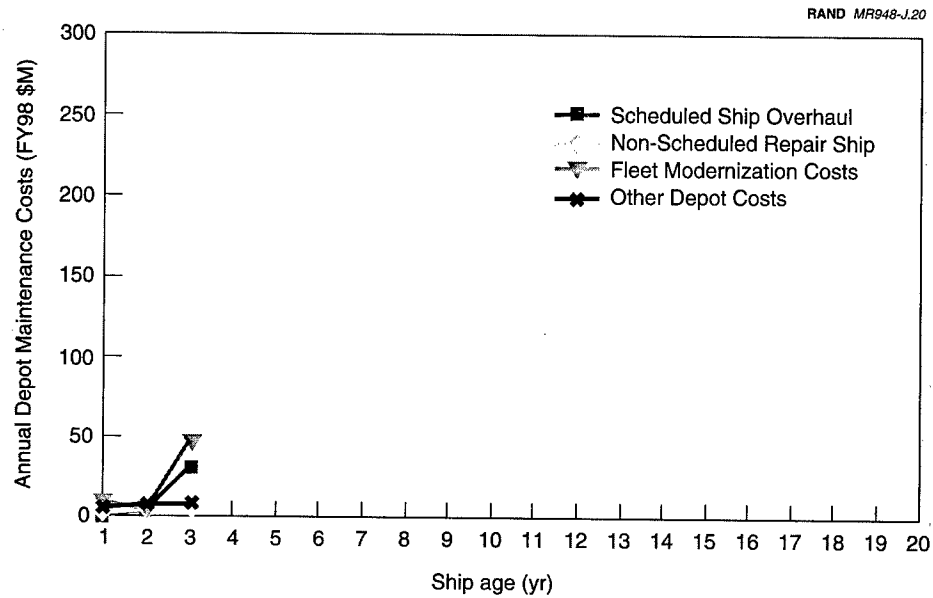 RAND MR948-J.20
Annual Depot Maintenance Costs (FY98 $M)
300
250
200
150
100
50
0
Scheduled Ship Overhaul
Non-Scheduled Repair Ship
Fleet Modernization Costs
Other Depot Costs
1 2 3 4 5 6 7 8 9 10 11 12 13 14 15 16 17 18 19 20
Ship age (yr)